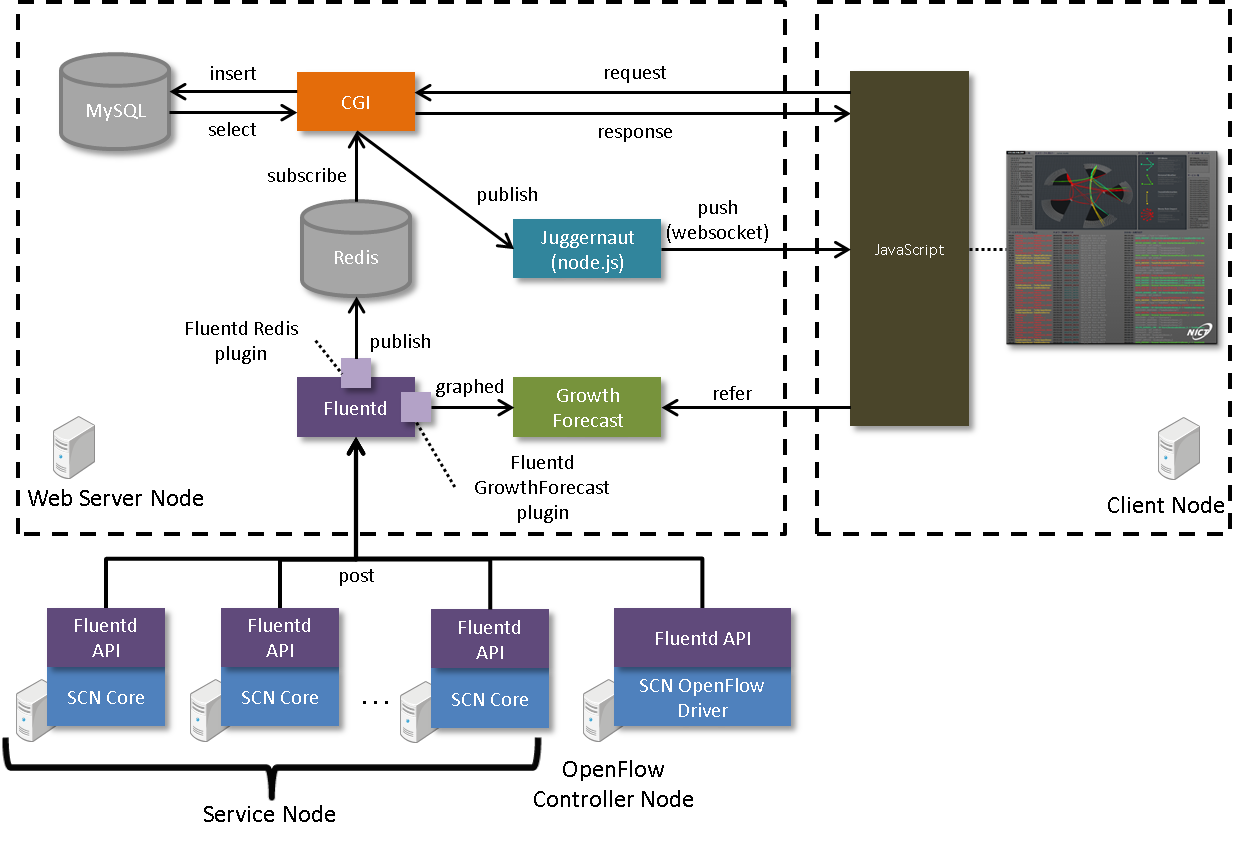 insert
request
MySQL
CGI
select
response
subscribe
publish
push
(websocket)
Juggernaut
(node.js)
Redis
JavaScript
NICT
Fluentd Redis
plugin
publish
Fluentd
graphed
Growth
Forecast
refer
Fluentd
GrowthForecast
plugin
Web Server Node
Client Node
post
Fluentd
API
Fluentd
API
Fluentd
API
Fluentd API
SCN Core
SCN Core
...
SCN Core
SCN OpenFlow
Driver
Service Node
OpenFlow
Controller Node